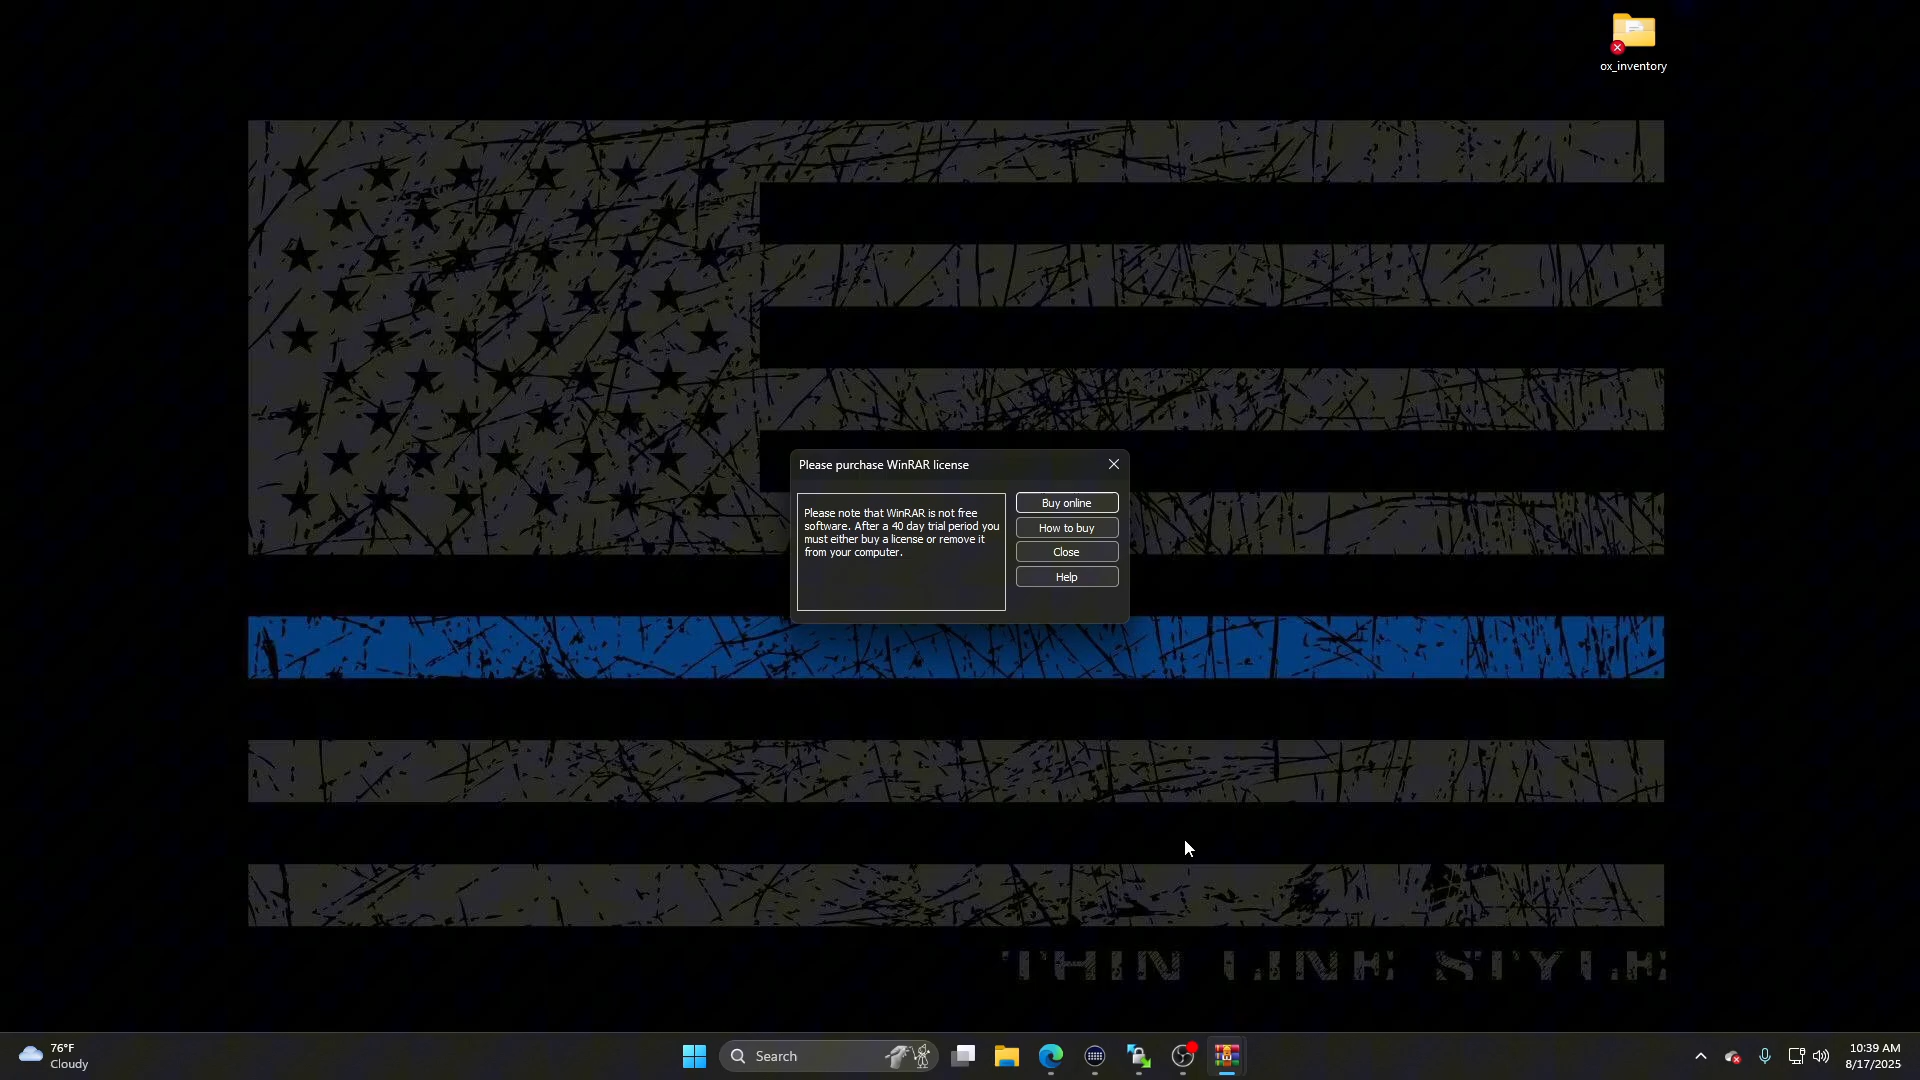 ox_inventory
Please purchase WinRAR license
Please note that WinRAR is not free
software. After a 40 day trial period you
must either buy a license or remove it
from your computer.
Buy online
How to buy
Close
Help
THIN LINE STYLE
76°F
Cloudy
Search
10:39 AM
8/17/2025